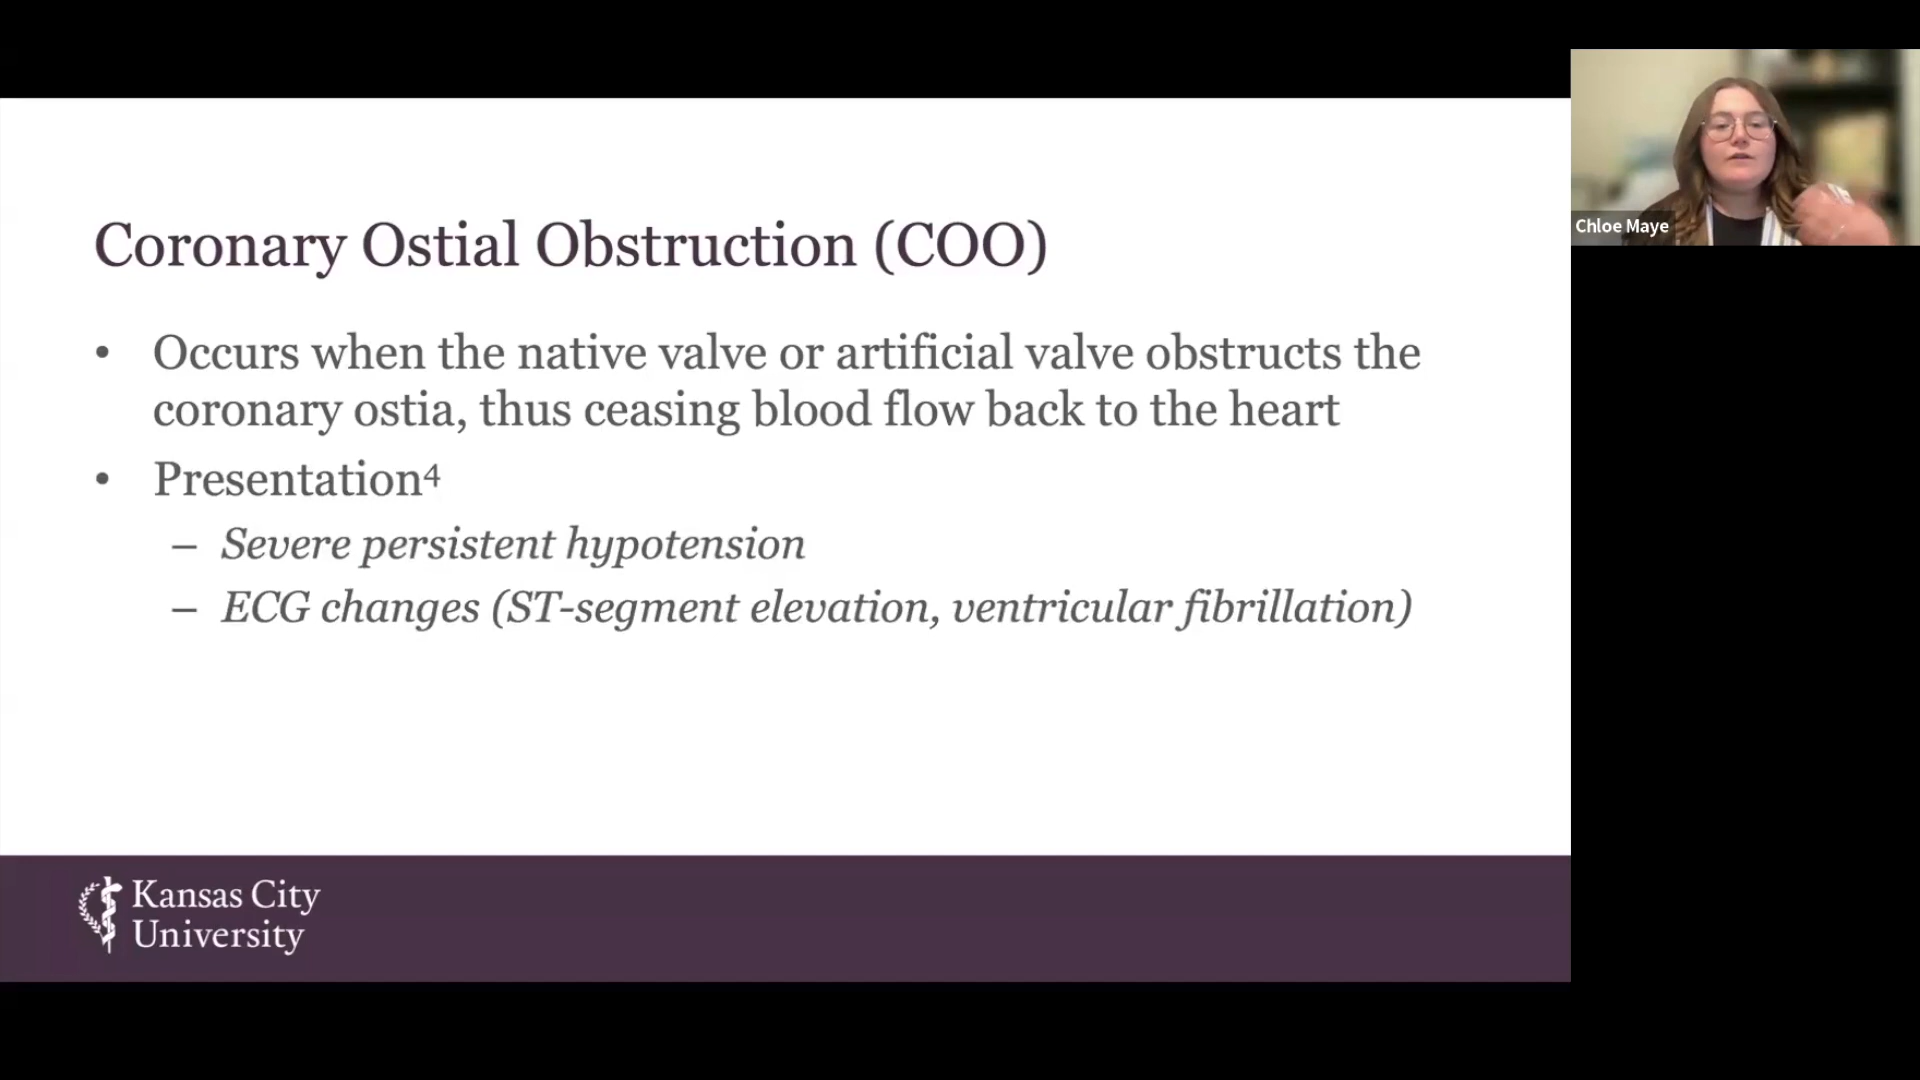 Coronary Ostial Obstruction (COO)
• Occurs when the native valve or artificial valve obstructs the
coronary ostia, thus ceasing blood flow back to the heart
• Presentation⁴
– Severe persistent hypotension
– ECG changes (ST-segment elevation, ventricular fibrillation)
Kansas City
University
Chloe Maye